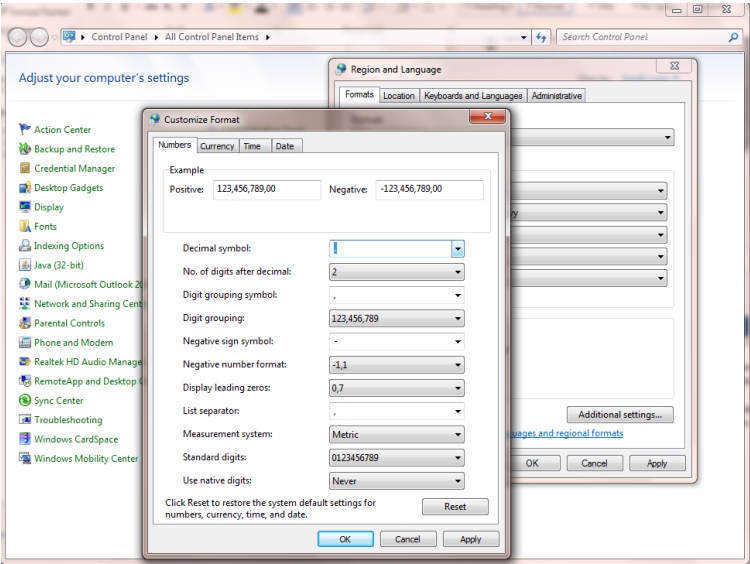 Control Panel ▸ All Control Panel Items ▸
Search Control Panel
Adjust your computer's settings
Action Center
Backup and Restore
Credential Manager
Desktop Gadgets
Display
Fonts
Indexing Options
Java (32-bit)
Mail (Microsoft Outlook 20
Network and Sharing Cent
Parental Controls
Phone and Modem
Realtek HD Audio Manage
RemoteApp and Desktop
Sync Center
Troubleshooting
Windows CardSpace
Windows Mobility Center
Region and Language
Formats Location Keyboards and Languages Administrative
Additional settings...
uages and regional formats
OK Cancel Apply
Customize Format
Numbers Currency Time Date
Example
Positive: 123,456,789,00 Negative: -123,456,789,00
Decimal symbol: ,
No. of digits after decimal: 2
Digit grouping symbol: ,
Digit grouping: 123,456,789
Negative sign symbol: -
Negative number format: -1,1
Display leading zeros: 0,7
List separator: ,
Measurement system: Metric
Standard digits: 0123456789
Use native digits: Never
Click Reset to restore the system default settings for
numbers, currency, time, and date.
Reset
OK Cancel Apply